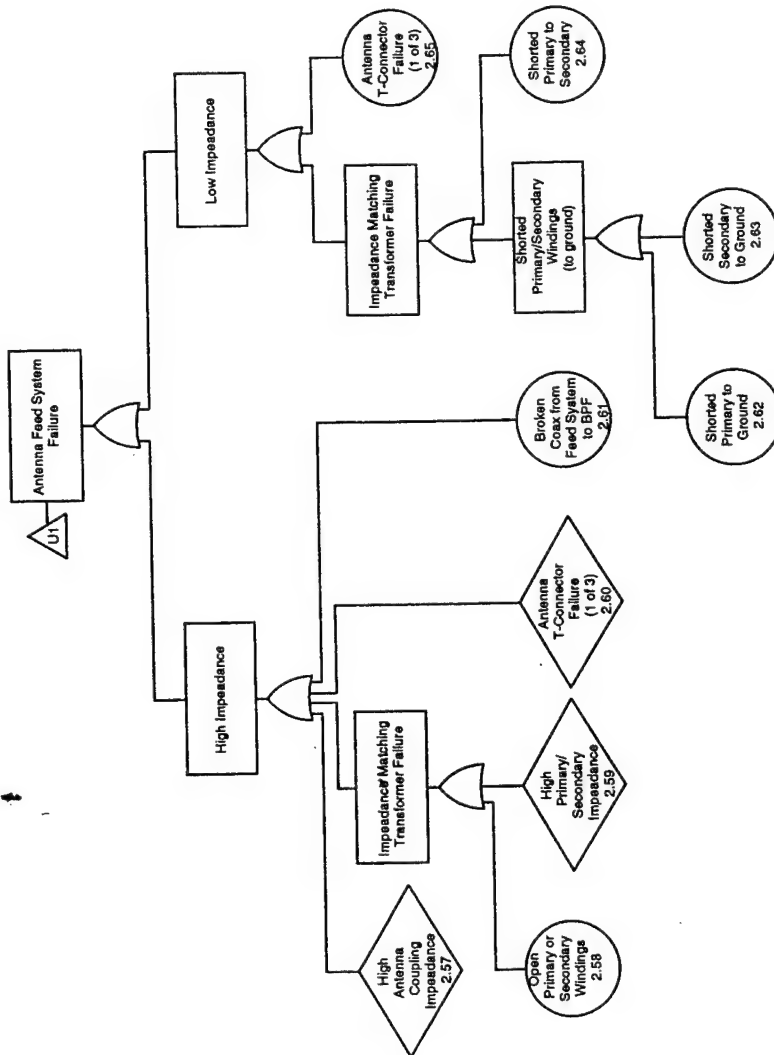 Antenna Feed System
Failure
U1
High Impedance
Low Impedance
High
Antenna
Coupling
Impedance
2.57
Impedance Matching
Transformer Failure
Open
Primary or
Secondary
Windings
2.58
High
Primary/
Secondary
Impedance
2.59
Antenna
T-Connector
Failure
(1 of 3)
2.60
Broken
Coax from
Feed System
to BPF
2.61
Impedance Matching
Transformer Failure
Antenna
T-Connector
Failure
(1 of 3)
2.65
Shorted
Primary/Secondary
Windings
(to ground)
Shorted
Primary to
Secondary
2.64
Shorted
Primary to
Ground
2.62
Shorted
Secondary
to Ground
2.63